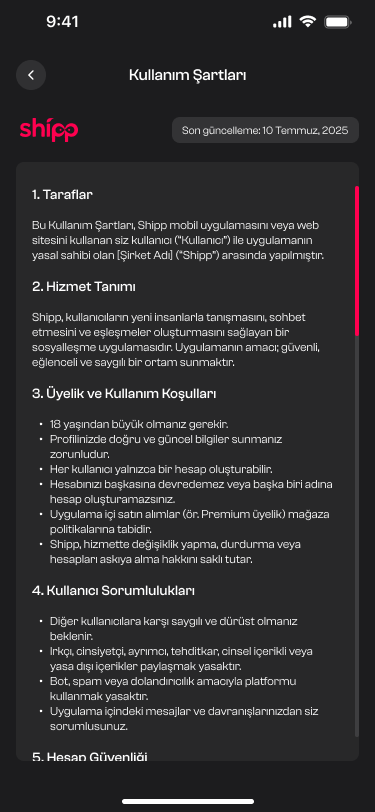 9:41
Kullanım Şartları
shipp
Son güncelleme: 10 Temmuz, 2025
1. Taraflar
Bu Kullanım Şartları, Shipp mobil uygulamasını veya web
sitesini kullanan siz kullanıcı (“Kullanıcı”) ile uygulamanın
yasal sahibi olan [Şirket Adı] (“Shipp”) arasında yapılmıştır.
2. Hizmet Tanımı
Shipp, kullanıcıların yeni insanlarla tanışmasını, sohbet
etmesini ve eşleşmeler oluşturmasını sağlayan bir
sosyalleşme uygulamasıdır. Uygulamanın amacı; güvenli,
eğlenceli ve saygılı bir ortam sunmaktır.
3. Üyelik ve Kullanım Koşulları
• 18 yaşından büyük olmanız gerekir.
• Profilinizde doğru ve güncel bilgiler sunmanız
zorunludur.
• Her kullanıcı yalnızca bir hesap oluşturabilir.
• Hesabınızı başkasına devredemez veya başka biri adına
hesap oluşturamazsınız.
• Uygulama içi satın alımlar (ör. Premium üyelik) mağaza
politikalarına tabidir.
• Shipp, hizmette değişiklik yapma, durdurma veya
hesapları askıya alma hakkını saklı tutar.
4. Kullanıcı Sorumlulukları
• Diğer kullanıcılara karşı saygılı ve dürüst olmanız
beklenir.
• Irkçı, cinsiyetçi, ayrımcı, tehditkar, cinsel içerikli veya
yasa dışı içerikler paylaşmak yasaktır.
• Bot, spam veya dolandırıcılık amacıyla platformu
kullanmak yasaktır.
• Uygulama içindeki mesajlar ve davranışlarınızdan siz
sorumlusunuz.
5. Hesap Güvenliği